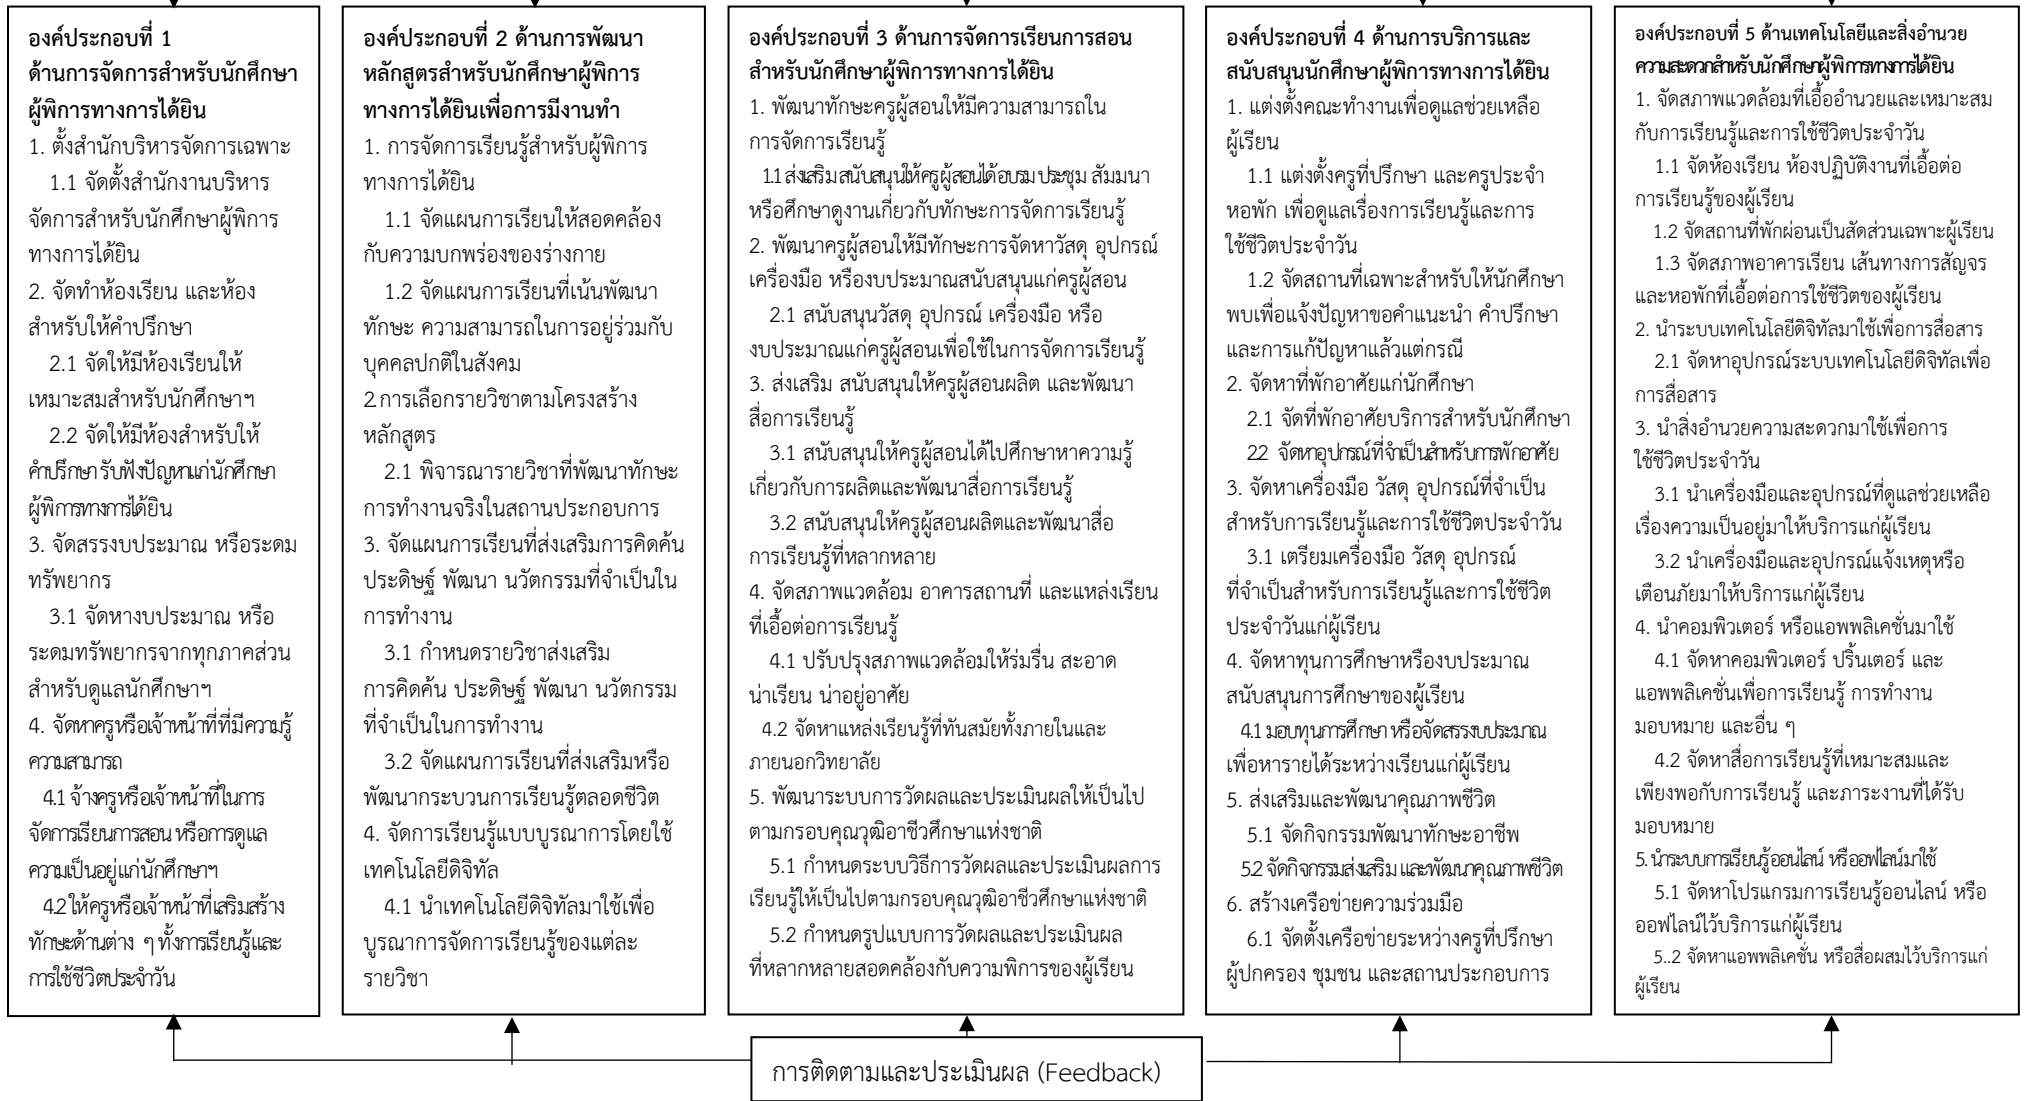 องค์ประกอบที่ 1
ด้านการจัดการสำหรับนักศึกษา
ผู้พิการทางการได้ยิน
1. ตั้งสำนักบริหารจัดการเฉพาะ
1.1 จัดตั้งสำนักงานบริหาร
จัดการสำหรับนักศึกษาผู้พิการ
ทางการได้ยิน
2. จัดทำห้องเรียน และห้อง
สำหรับให้คำปรึกษา
2.1 จัดให้มีห้องเรียนให้
เหมาะสมสำหรับนักศึกษาฯ
2.2 จัดให้มีห้องสำหรับให้
คำปรึกษา รับฟังปัญหาแก่นักศึกษา
ผู้พิการทางการได้ยิน
3. จัดสรรงบประมาณ หรือระดม
ทรัพยากร
3.1 จัดหางบประมาณ หรือ
ระดมทรัพยากรจากทุกภาคส่วน
สำหรับดูแลนักศึกษาฯ
4. จัดหาครูหรือเจ้าหน้าที่ที่มีความรู้
ความสามารถ
4.1 จ้างครูหรือเจ้าหน้าที่ในการ
จัดการเรียนการสอน หรือการดูแล
ความเป็นอยู่แก่นักศึกษาฯ
4.2 ให้ครูหรือเจ้าหน้าที่เสริมสร้าง
ทักษะด้านต่าง ๆ ทั้งการเรียนรู้และ
การใช้ชีวิตประจำวัน
องค์ประกอบที่ 2 ด้านการพัฒนา
หลักสูตรสำหรับนักศึกษาผู้พิการ
ทางการได้ยินเพื่อการมีงานทำ
1. การจัดการเรียนรู้สำหรับผู้พิการ
ทางการได้ยิน
1.1 จัดแผนการเรียนให้สอดคล้อง
กับความบกพร่องของร่างกาย
1.2 จัดแผนการเรียนที่เน้นพัฒนา
ทักษะ ความสามารถในการอยู่ร่วมกับ
บุคคลปกติในสังคม
2.การเลือกรายวิชาตามโครงสร้าง
หลักสูตร
2.1 พิจารณารายวิชาที่พัฒนาทักษะ
การทำงานจริงในสถานประกอบการ
3. จัดแผนการเรียนที่ส่งเสริมการคิดค้น
ประดิษฐ์ พัฒนา นวัตกรรมที่จำเป็นใน
การทำงาน
3.1 กำหนดรายวิชาส่งเสริม
การคิดค้น ประดิษฐ์ พัฒนา นวัตกรรม
ที่จำเป็นในการทำงาน
3.2 จัดแผนการเรียนที่ส่งเสริมหรือ
พัฒนากระบวนการเรียนรู้ตลอดชีวิต
4. จัดการเรียนรู้แบบบูรณาการโดยใช้
เทคโนโลยีดิจิทัล
4.1 นำเทคโนโลยีดิจิทัลมาใช้เพื่อ
บูรณาการจัดการเรียนรู้ของแต่ละ
รายวิชา
องค์ประกอบที่ 3 ด้านการจัดการเรียนการสอน
สำหรับนักศึกษาผู้พิการทางการได้ยิน
1. พัฒนาทักษะครูผู้สอนให้มีความสามารถใน
การจัดการเรียนรู้
1.1 ส่งเสริม สนับสนุนให้ครูผู้สอนได้อบรม ประชุม สัมมนา
หรือศึกษาดูงานเกี่ยวกับทักษะการจัดการเรียนรู้
2. พัฒนาครูผู้สอนให้มีทักษะการจัดหาวัสดุ อุปกรณ์
เครื่องมือ หรืองบประมาณสนับสนุนแก่ครูผู้สอน
2.1 สนับสนุนวัสดุ อุปกรณ์ เครื่องมือ หรือ
งบประมาณแก่ครูผู้สอนเพื่อใช้ในการจัดการเรียนรู้
3. ส่งเสริม สนับสนุนให้ครูผู้สอนผลิต และพัฒนา
สื่อการเรียนรู้
3.1 สนับสนุนให้ครูผู้สอนได้ไปศึกษาหาความรู้
เกี่ยวกับการผลิตและพัฒนาสื่อการเรียนรู้
3.2 สนับสนุนให้ครูผู้สอนผลิตและพัฒนาสื่อ
การเรียนรู้ที่หลากหลาย
4. จัดสภาพแวดล้อม อาคารสถานที่ และแหล่งเรียน
ที่เอื้อต่อการเรียนรู้
4.1 ปรับปรุงสภาพแวดล้อมให้ร่มรื่น สะอาด
น่าเรียน น่าอยู่อาศัย
4.2 จัดหาแหล่งเรียนรู้ที่ทันสมัยทั้งภายในและ
ภายนอกวิทยาลัย
5. พัฒนาระบบการวัดผลและประเมินผลให้เป็นไป
ตามกรอบคุณวุฒิอาชีวศึกษาแห่งชาติ
5.1 กำหนดระบบวิธีการวัดผลและประเมินผลการ
เรียนรู้ให้เป็นไปตามกรอบคุณวุฒิอาชีวศึกษาแห่งชาติ
5.2 กำหนดรูปแบบการวัดผลและประเมินผล
ที่หลากหลายสอดคล้องกับความพิการของผู้เรียน
องค์ประกอบที่ 4 ด้านการบริการและ
สนับสนุนนักศึกษาผู้พิการทางการได้ยิน
1. แต่งตั้งคณะทำงานเพื่อดูแลช่วยเหลือ
ผู้เรียน
1.1 แต่งตั้งครูที่ปรึกษา และครูประจำ
หอพัก เพื่อดูแลเรื่องการเรียนรู้และการ
ใช้ชีวิตประจำวัน
1.2 จัดสถานที่เฉพาะสำหรับให้นักศึกษา
พบเพื่อแจ้งปัญหาขอคำแนะนำ คำปรึกษา
และการแก้ปัญหาแล้วแต่กรณี
2. จัดหาที่พักอาศัยแก่นักศึกษา
2.1 จัดที่พักอาศัยบริการสำหรับนักศึกษา
2.2 จัดหาอุปกรณ์ที่จำเป็นสำหรับการพักอาศัย
3. จัดหาเครื่องมือ วัสดุ อุปกรณ์ที่จำเป็น
สำหรับการเรียนรู้และการใช้ชีวิตประจำวัน
3.1 เตรียมเครื่องมือ วัสดุ อุปกรณ์
ที่จำเป็นสำหรับการเรียนรู้และการใช้ชีวิต
ประจำวันแก่ผู้เรียน
4. จัดหาทุนการศึกษาหรืองบประมาณ
สนับสนุนการศึกษาของผู้เรียน
4.1 มอบทุนการศึกษา หรือจัดสรรงบประมาณ
เพื่อหารายได้ระหว่างเรียนแก่ผู้เรียน
5. ส่งเสริมและพัฒนาคุณภาพชีวิต
5.1 จัดกิจกรรมพัฒนาทักษะอาชีพ
5.2 จัดกิจกรรมส่งเสริม และพัฒนาคุณภาพชีวิต
6. สร้างเครือข่ายความร่วมมือ
6.1 จัดตั้งเครือข่ายระหว่างครูที่ปรึกษา
ผู้ปกครอง ชุมชน และสถานประกอบการ
องค์ประกอบที่ 5 ด้านเทคโนโลยีและสิ่งอำนวย
ความสะดวกสำหรับนักศึกษาผู้พิการทางการได้ยิน
1. จัดสภาพแวดล้อมที่เอื้ออำนวยและเหมาะสม
กับการเรียนรู้และการใช้ชีวิตประจำวัน
1.1 จัดห้องเรียน ห้องปฏิบัติงานที่เอื้อต่อ
การเรียนรู้ของผู้เรียน
1.2 จัดสถานที่พักผ่อนเป็นสัดส่วนเฉพาะผู้เรียน
1.3 จัดสภาพอาคารเรียน เส้นทางการสัญจร
และหอพักที่เอื้อต่อการใช้ชีวิตของผู้เรียน
2. นำระบบเทคโนโลยีดิจิทัลมาใช้เพื่อการสื่อสาร
2.1 จัดหาอุปกรณ์ระบบเทคโนโลยีดิจิทัลเพื่อ
การสื่อสาร
3. นำสิ่งอำนวยความสะดวกมาใช้เพื่อการ
ใช้ชีวิตประจำวัน
3.1 นำเครื่องมือและอุปกรณ์ที่ดูแลช่วยเหลือ
เรื่องความเป็นอยู่มาให้บริการแก่ผู้เรียน
3.2 นำเครื่องมือและอุปกรณ์แจ้งเหตุหรือ
เตือนภัยมาให้บริการแก่ผู้เรียน
4. นำคอมพิวเตอร์ หรือแอพพลิเคชั่นมาใช้
4.1 จัดหาคอมพิวเตอร์ ปริ้นเตอร์ และ
แอพพลิเคชั่นเพื่อการเรียนรู้ การทำงาน
มอบหมาย และอื่น ๆ
4.2 จัดหาสื่อการเรียนรู้ที่เหมาะสมและ
เพียงพอกับการเรียนรู้ และภาระงานที่ได้รับ
มอบหมาย
5. นำระบบการเรียนรู้ออนไลน์ หรือออฟไลน์มาใช้
5.1 จัดหาโปรแกรมการเรียนรู้ออนไลน์ หรือ
ออฟไลน์ไว้บริการแก่ผู้เรียน
5..2 จัดหาแอพพลิเคชั่น หรือสื่อผสมไว้บริการแก่
ผู้เรียน
การติดตามและประเมินผล (Feedback)